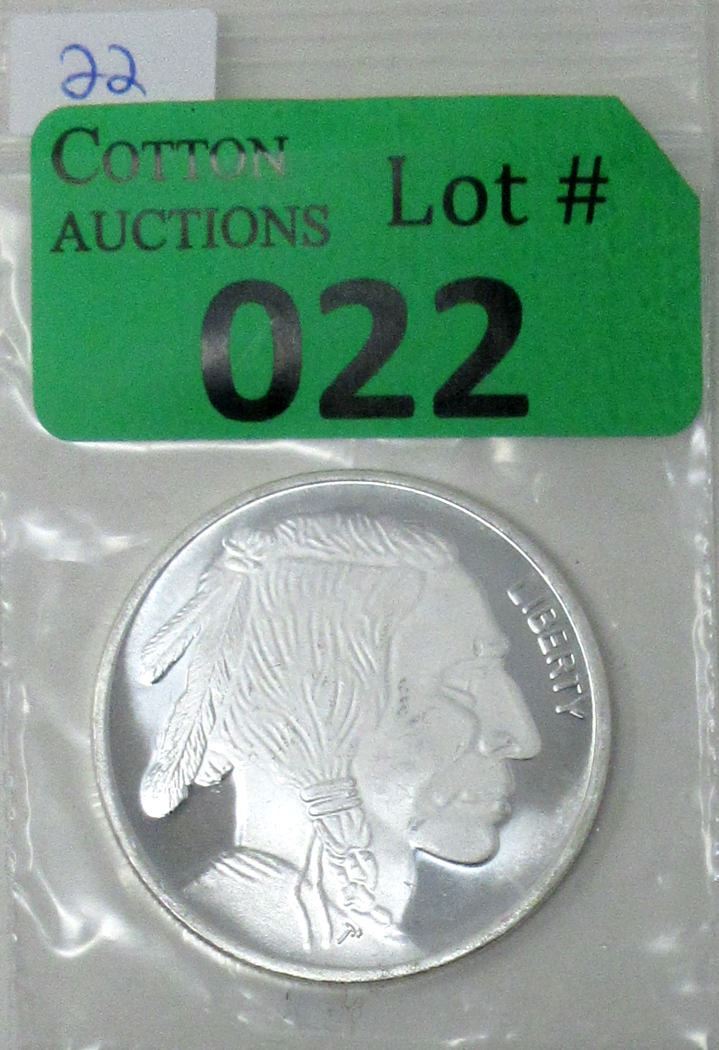 22
COTTON
AUCTIONS
Lot #
022
LIBERTY